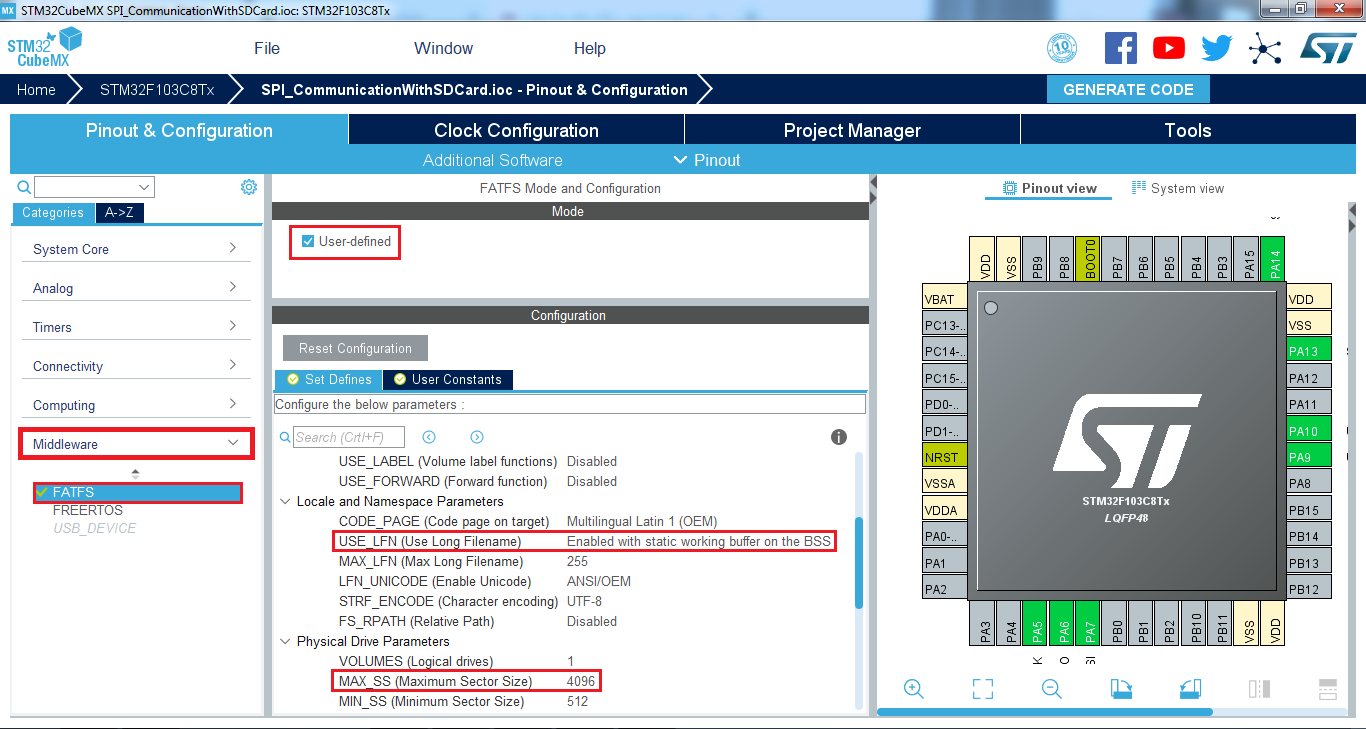 MX STM32CubeMX SPI_CommunicationWithSDCard.ioc: STM32F103C8Tx
STM32
CubeMX
File Window Help
10
Home STM32F103C8Tx SPI_CommunicationWithSDCard.ioc - Pinout & Configuration GENERATE CODE
Pinout & Configuration Clock Configuration Project Manager Tools
Additional Software Pinout
Categories A->Z
System Core
Analog
Timers
Connectivity
Computing
Middleware
FATFS
FREERTOS
USB_DEVICE
FATFS Mode and Configuration
Mode
User-defined
Configuration
Reset Configuration
Set Defines User Constants
Configure the below parameters :
Search (CrtI+F)
USE_LABEL (Volume label functions) Disabled
USE_FORWARD (Forward function) Disabled
Locale and Namespace Parameters
CODE_PAGE (Code page on target) Multilingual Latin 1 (OEM)
USE_LFN (Use Long Filename) Enabled with static working buffer on the BSS
MAX_LFN (Max Long Filename) 255
LFN_UNICODE (Enable Unicode) ANSI/OEM
STRF_ENCODE (Character encoding) UTF-8
FS_RPATH (Relative Path) Disabled
Physical Drive Parameters
VOLUMES (Logical drives) 1
MAX_SS (Maximum Sector Size) 4096
MIN_SS (Minimum Sector Size) 512
Pinout view System view
VDD VSS PB9 PB8 BOOT0 PB7 PB6 PB5 PB4 PB3 PA15 PA14
VBAT
PC13-..
PC14-..
PC15-..
PD0-..
PD1-..
NRST
VSSA
VDDA
PA0-..
PA1
PA2
STM32F103C8Tx
LQFP48
VDD
VSS
PA13
PA12
PA11
PA10
PA9
PA8
PB15
PB14
PB13
PB12
PA3 PA4 PA5 PA6 PA7 PB0 PB1 PB2 PB10 PB11 VSS VDD